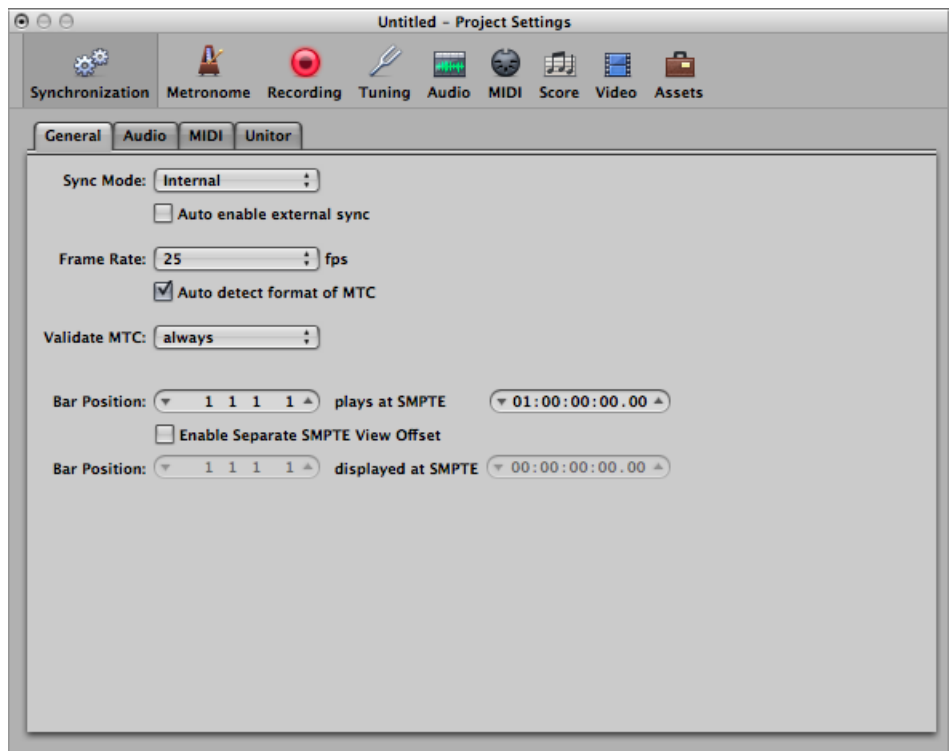 Untitled – Project Settings
Synchronization Metronome Recording Tuning Audio MIDI Score Video Assets
General Audio MIDI Unitor
Sync Mode: Internal
Auto enable external sync
Frame Rate: 25 fps
Auto detect format of MTC
Validate MTC: always
Bar Position: 1 1 1 1 plays at SMPTE 01:00:00:00.00
Enable Separate SMPTE View Offset
Bar Position: 1 1 1 1 displayed at SMPTE 00:00:00:00.00